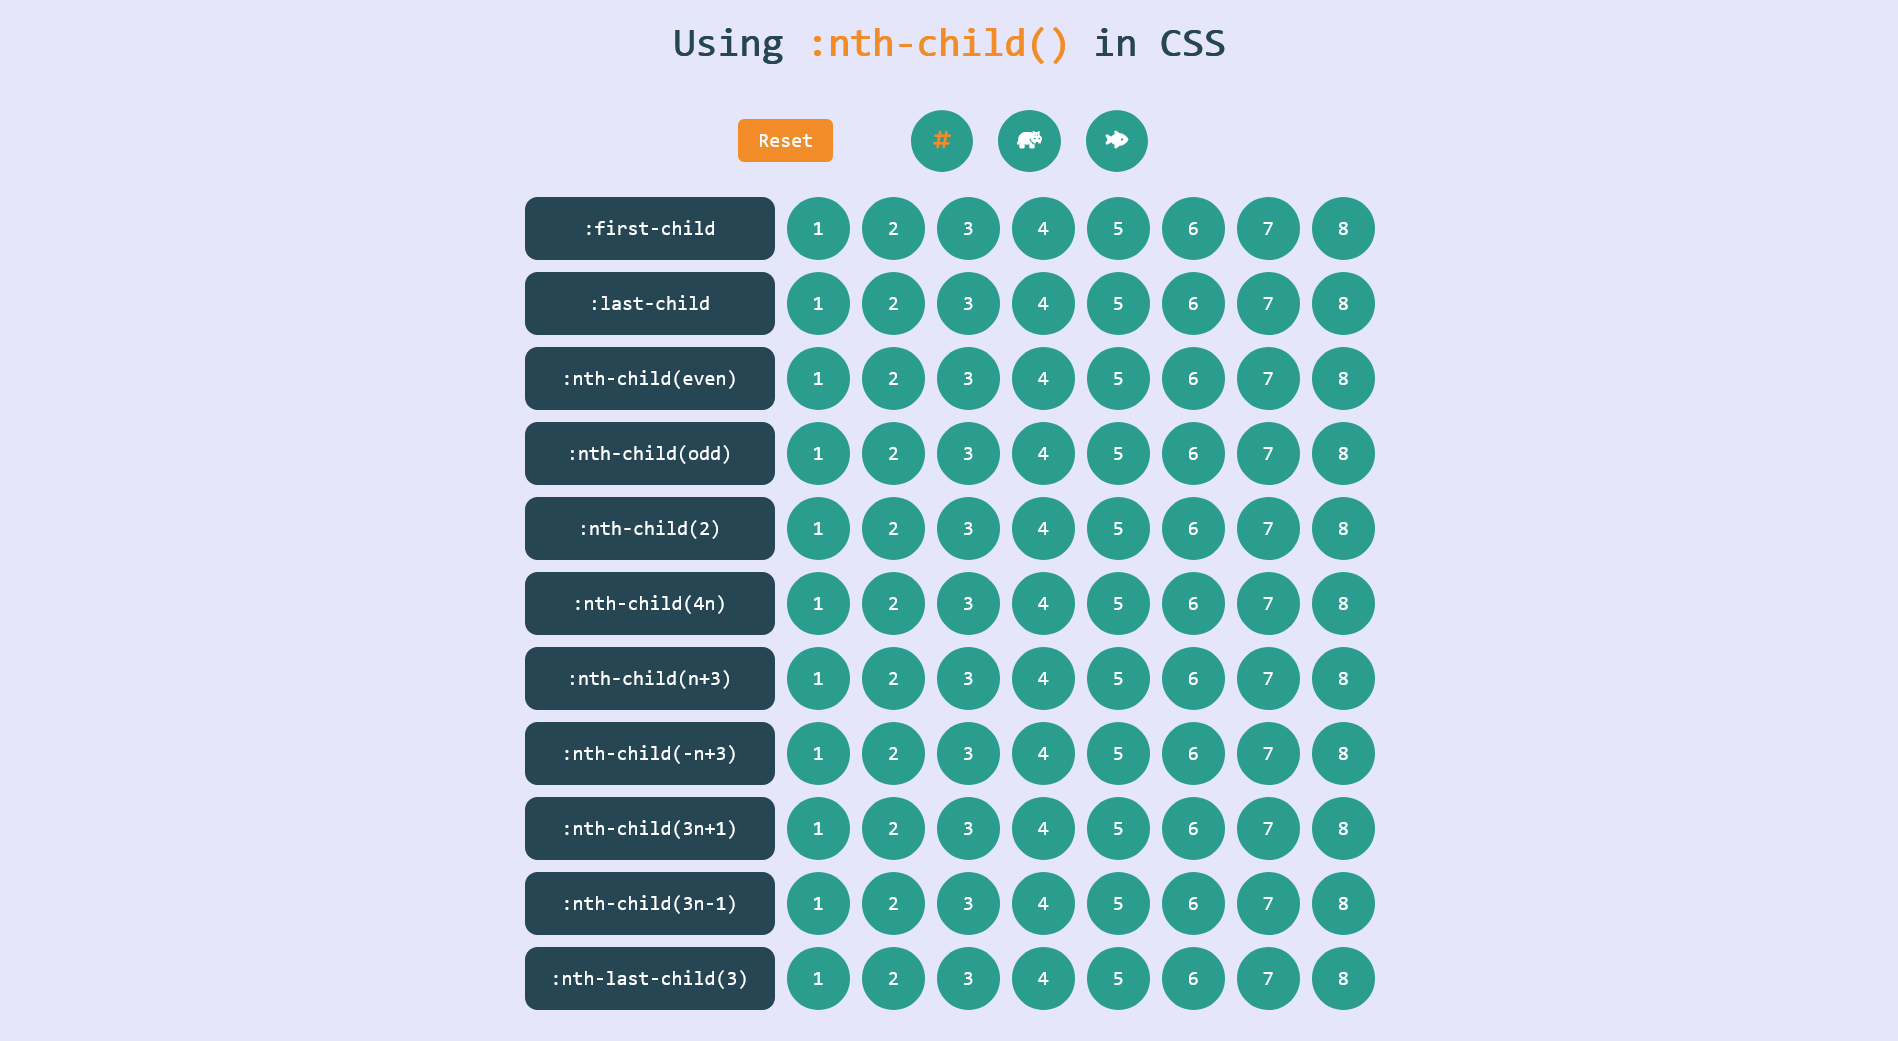 Using :nth-child() in CSS
Reset #
:first-child 1 2 3 4 5 6 7 8
:last-child 1 2 3 4 5 6 7 8
:nth-child(even) 1 2 3 4 5 6 7 8
:nth-child(odd) 1 2 3 4 5 6 7 8
:nth-child(2) 1 2 3 4 5 6 7 8
:nth-child(4n) 1 2 3 4 5 6 7 8
:nth-child(n+3) 1 2 3 4 5 6 7 8
:nth-child(-n+3) 1 2 3 4 5 6 7 8
:nth-child(3n+1) 1 2 3 4 5 6 7 8
:nth-child(3n-1) 1 2 3 4 5 6 7 8
:nth-last-child(3) 1 2 3 4 5 6 7 8